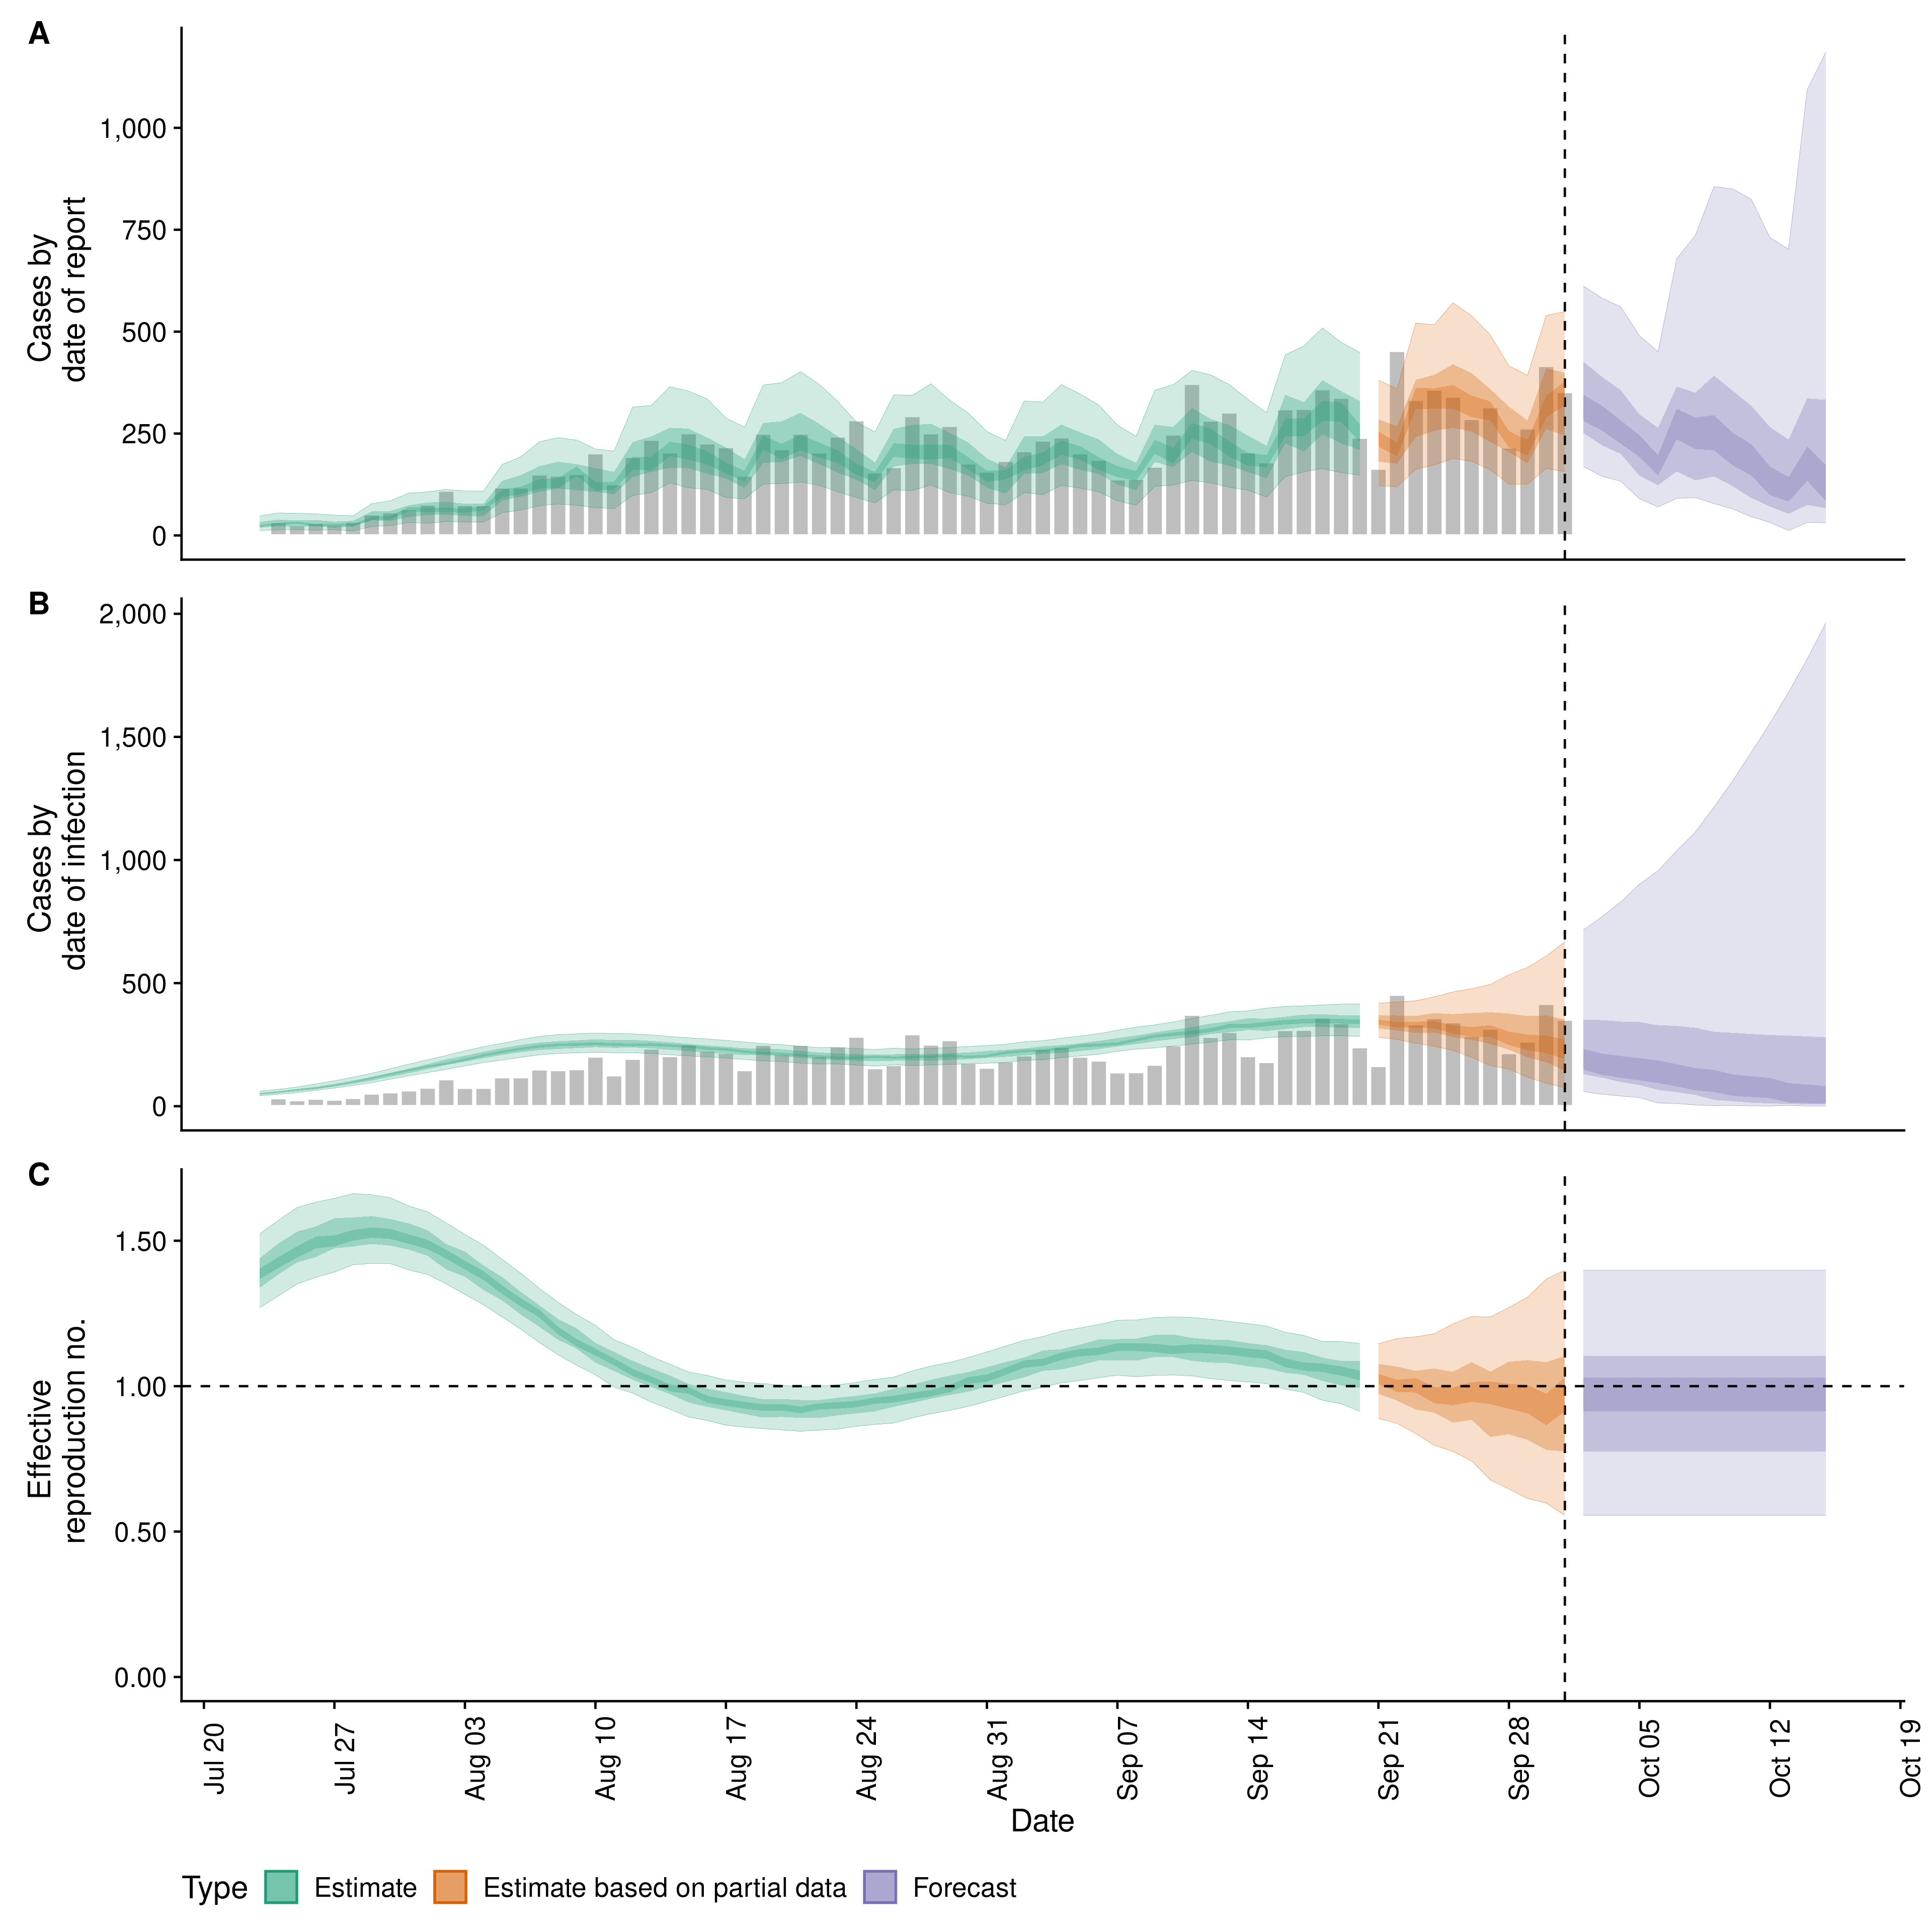 A
Cases by
date of report
1,000
750
500
250
0
B
Cases by
date of infection
2,000
1,500
1,000
500
0
C
Effective
reproduction no.
1.50
1.00
0.50
0.00
Jul 20
Jul 27
Aug 03
Aug 10
Aug 17
Aug 24
Aug 31
Sep 07
Sep 14
Sep 21
Sep 28
Oct 05
Oct 12
Oct 19
Date
Type Estimate Estimate based on partial data Forecast